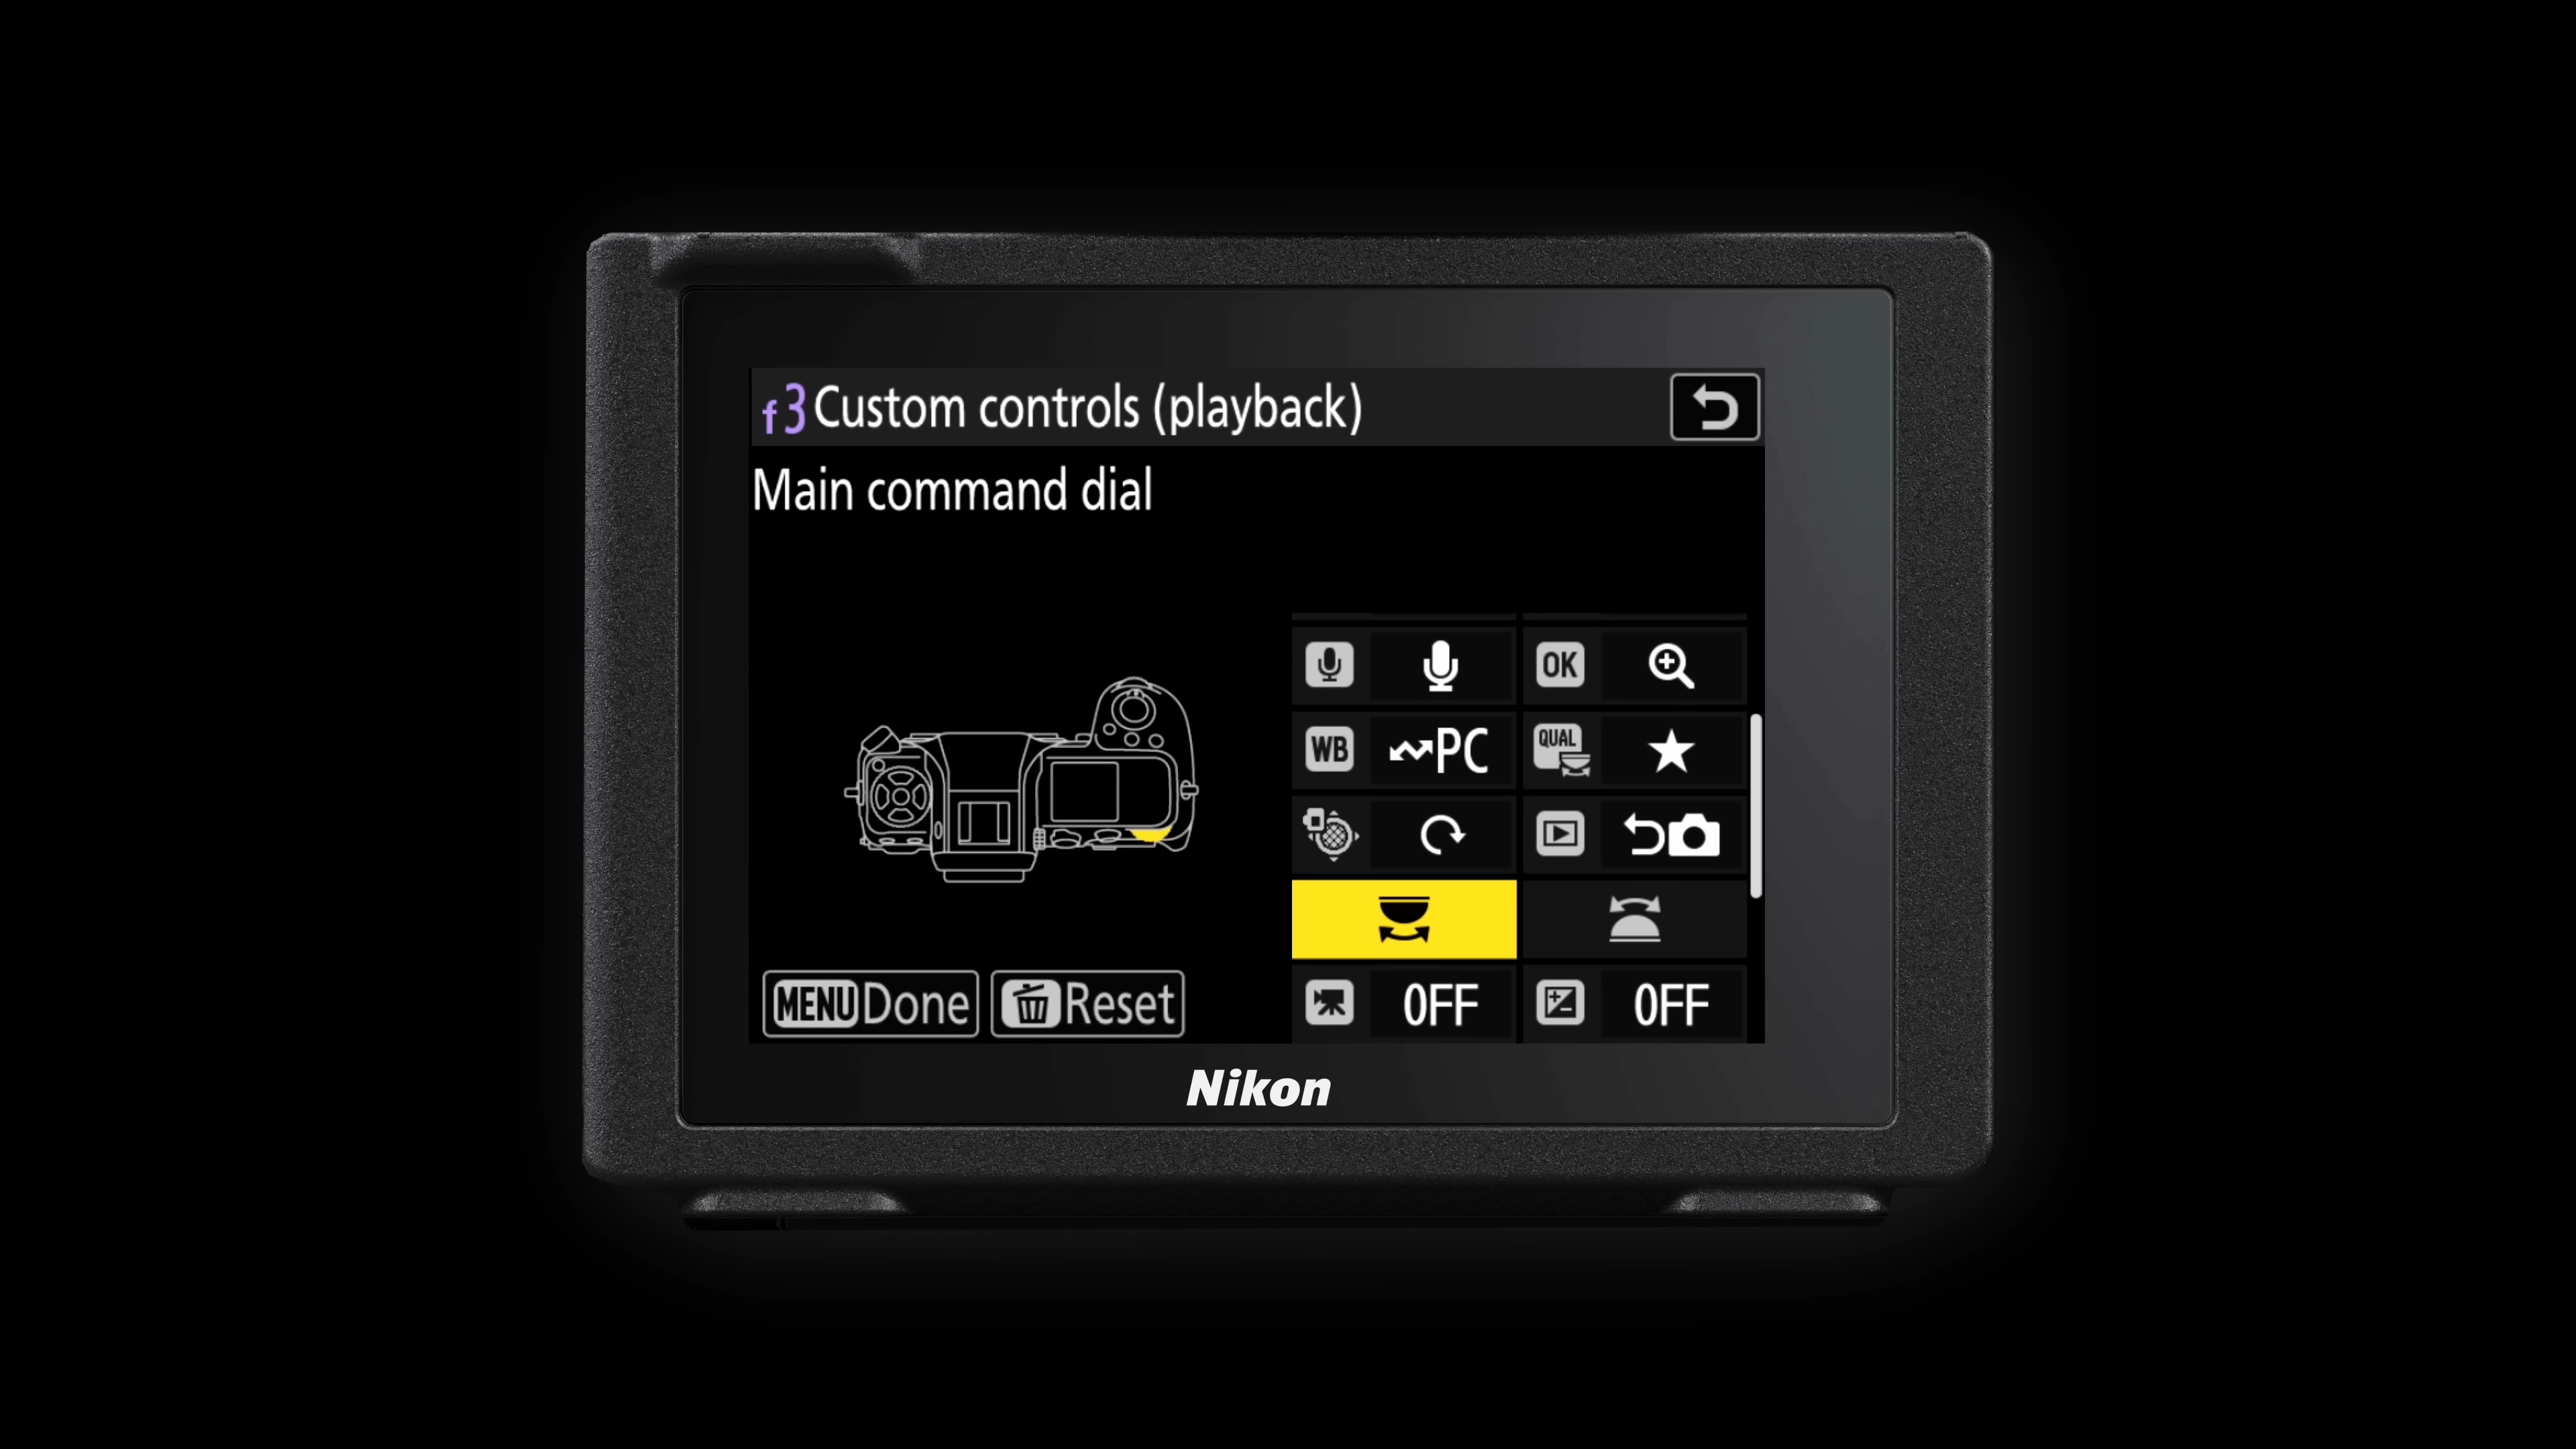 f3 Custom controls (playback)
Main command dial
OK
WB PC QUAL
MENU Done Reset OFF OFF
Nikon